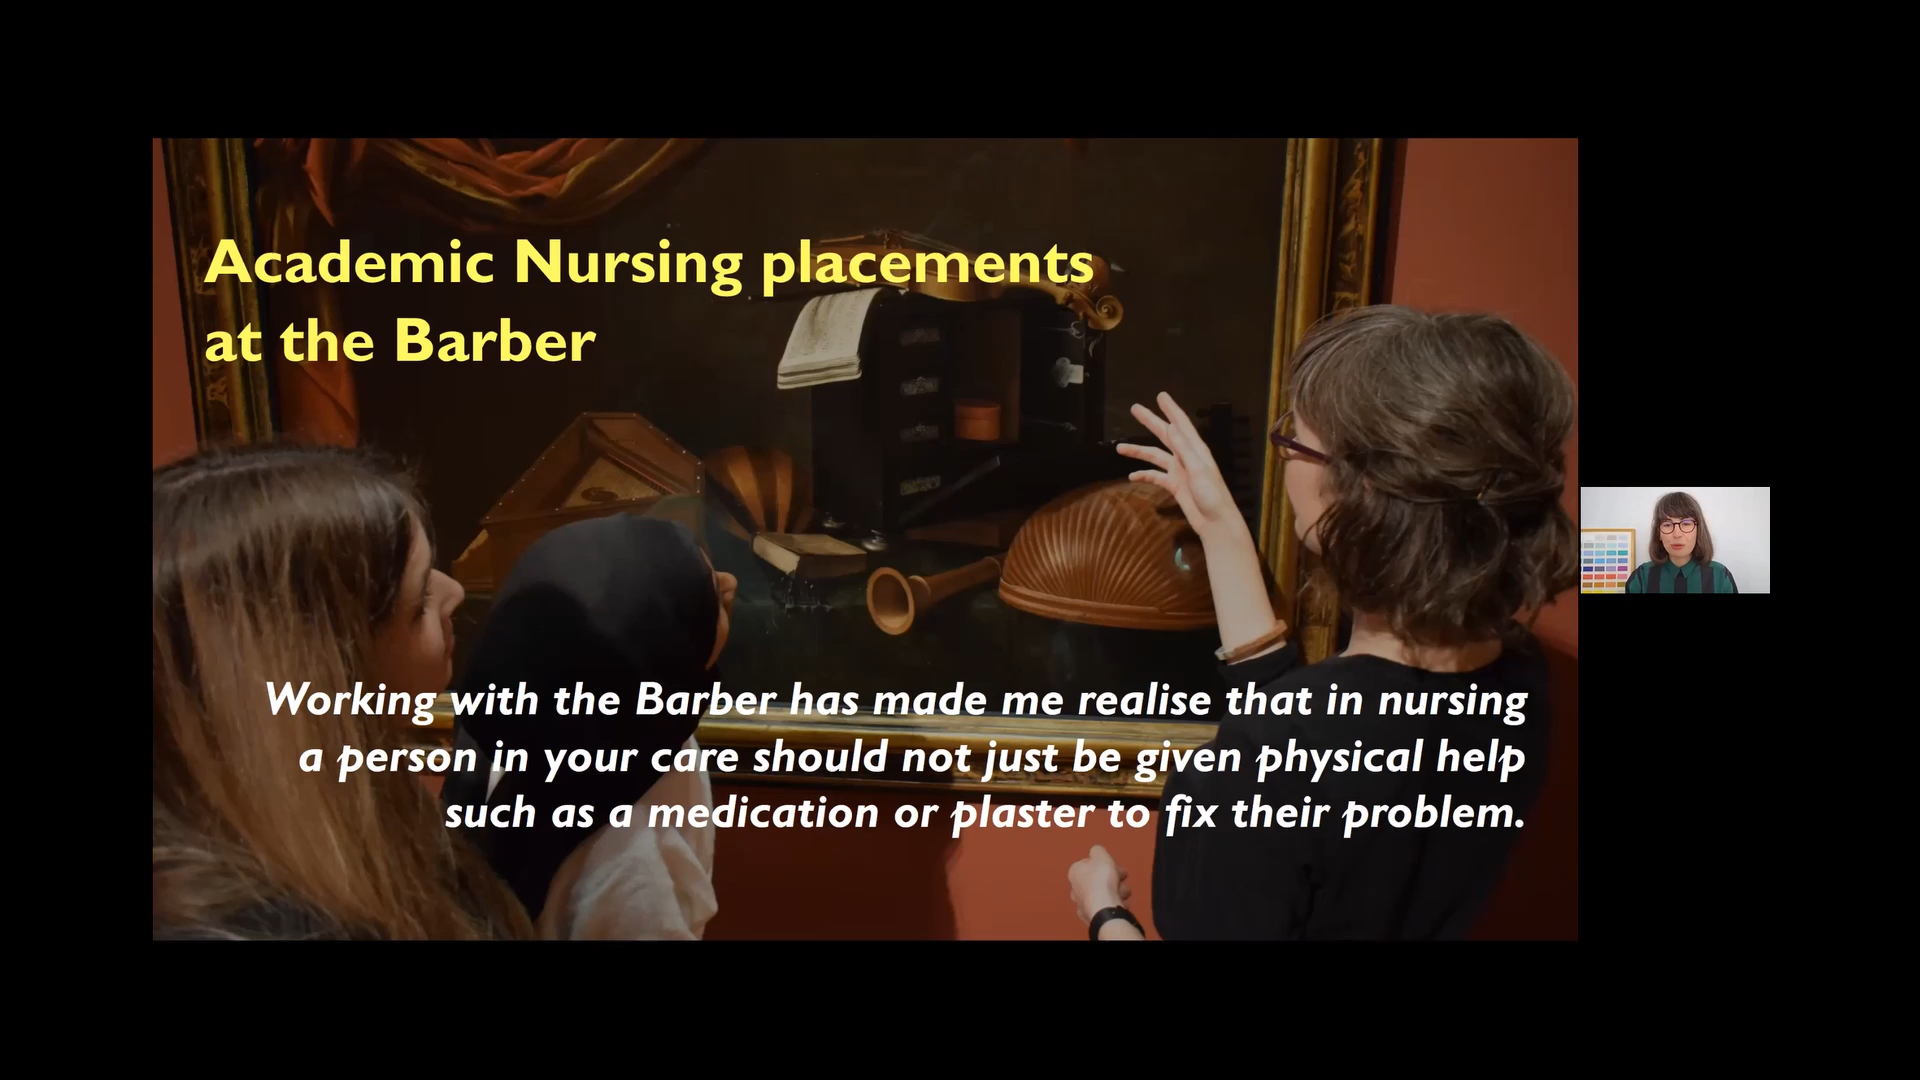 Academic Nursing placements
at the Barber
Working with the Barber has made me realise that in nursing
a person in your care should not just be given physical help
such as a medication or plaster to fix their problem.